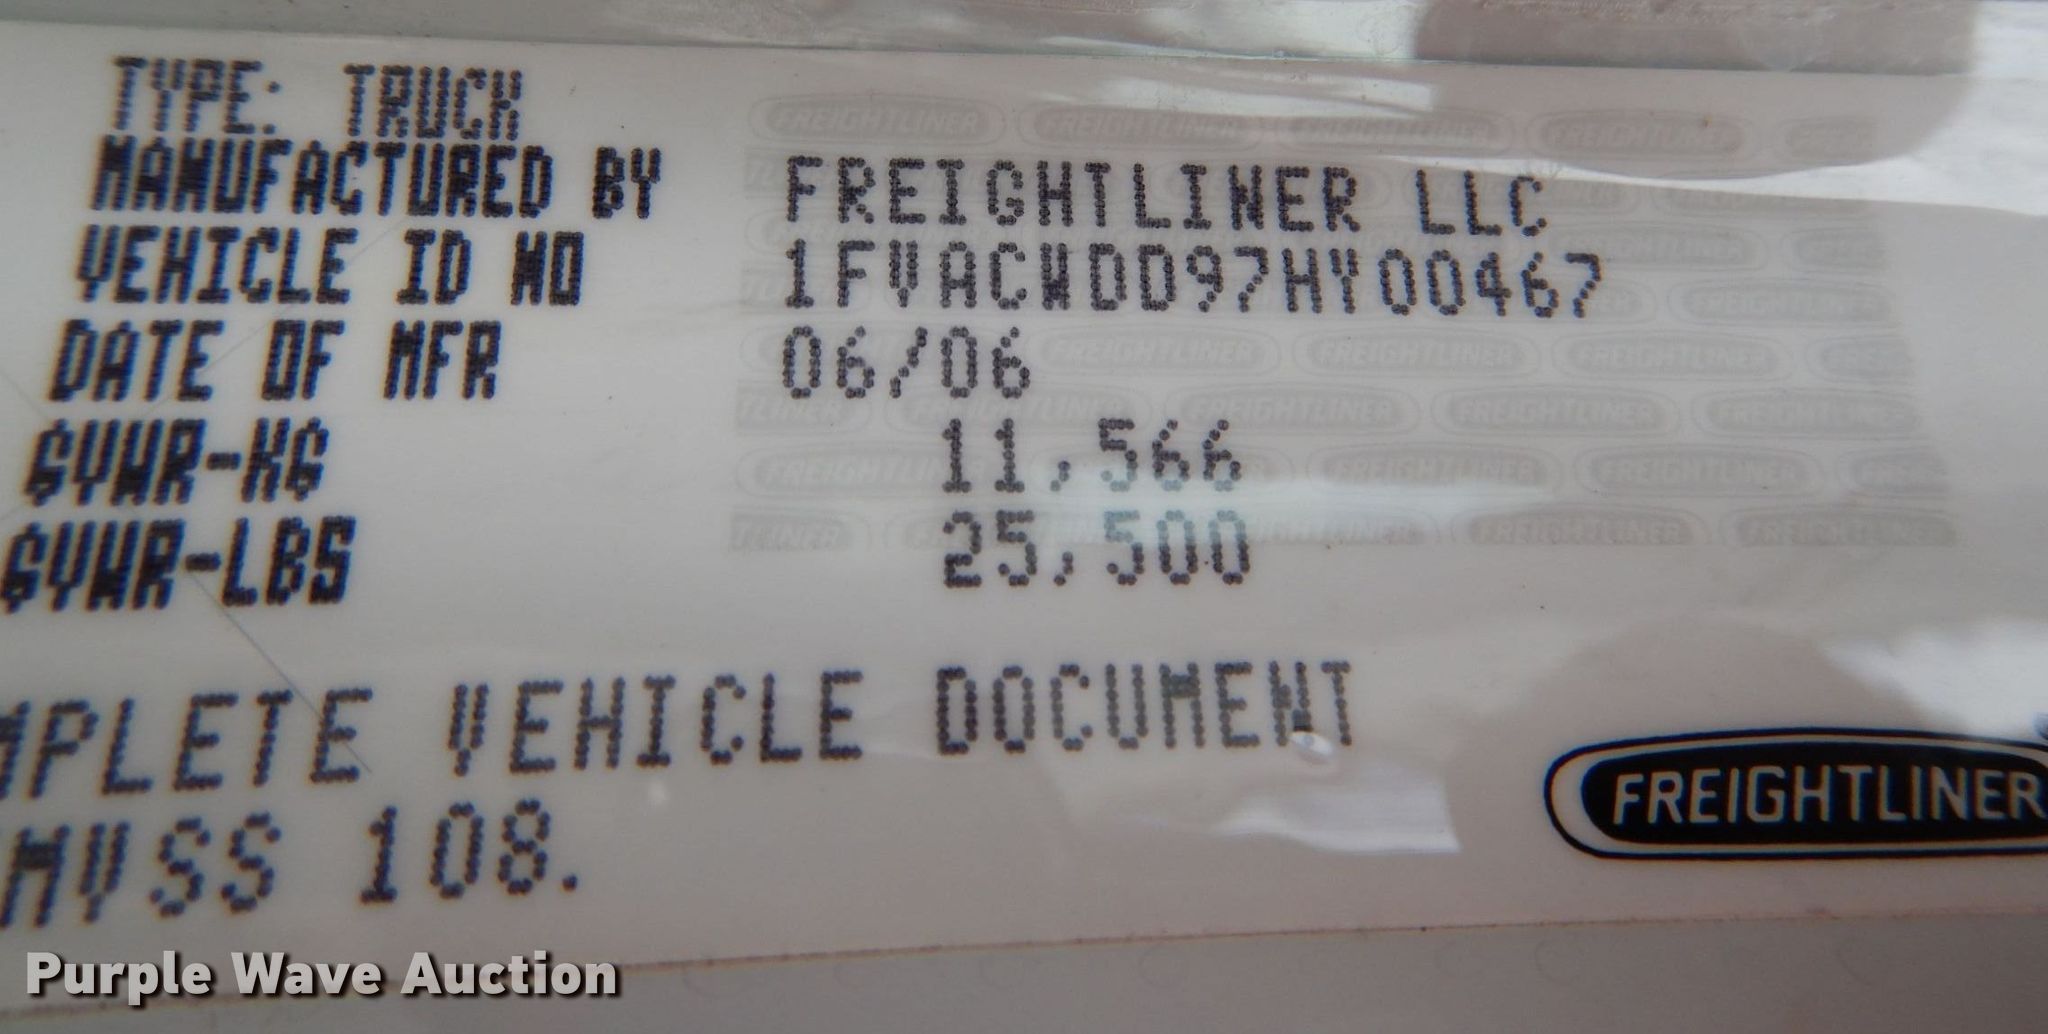 TYPE: TRUCK
MANUFACTURED BY FREIGHTLINER LLC
VEHICLE ID NO 1FVACWDD97HY00467
DATE OF MFR 06/06
GVWR-KG 11,566
GVWR-LBS 25,500
MPLETE VEHICLE DOCUMENT
MVSS 108.
FREIGHTLINER
Purple Wave Auction